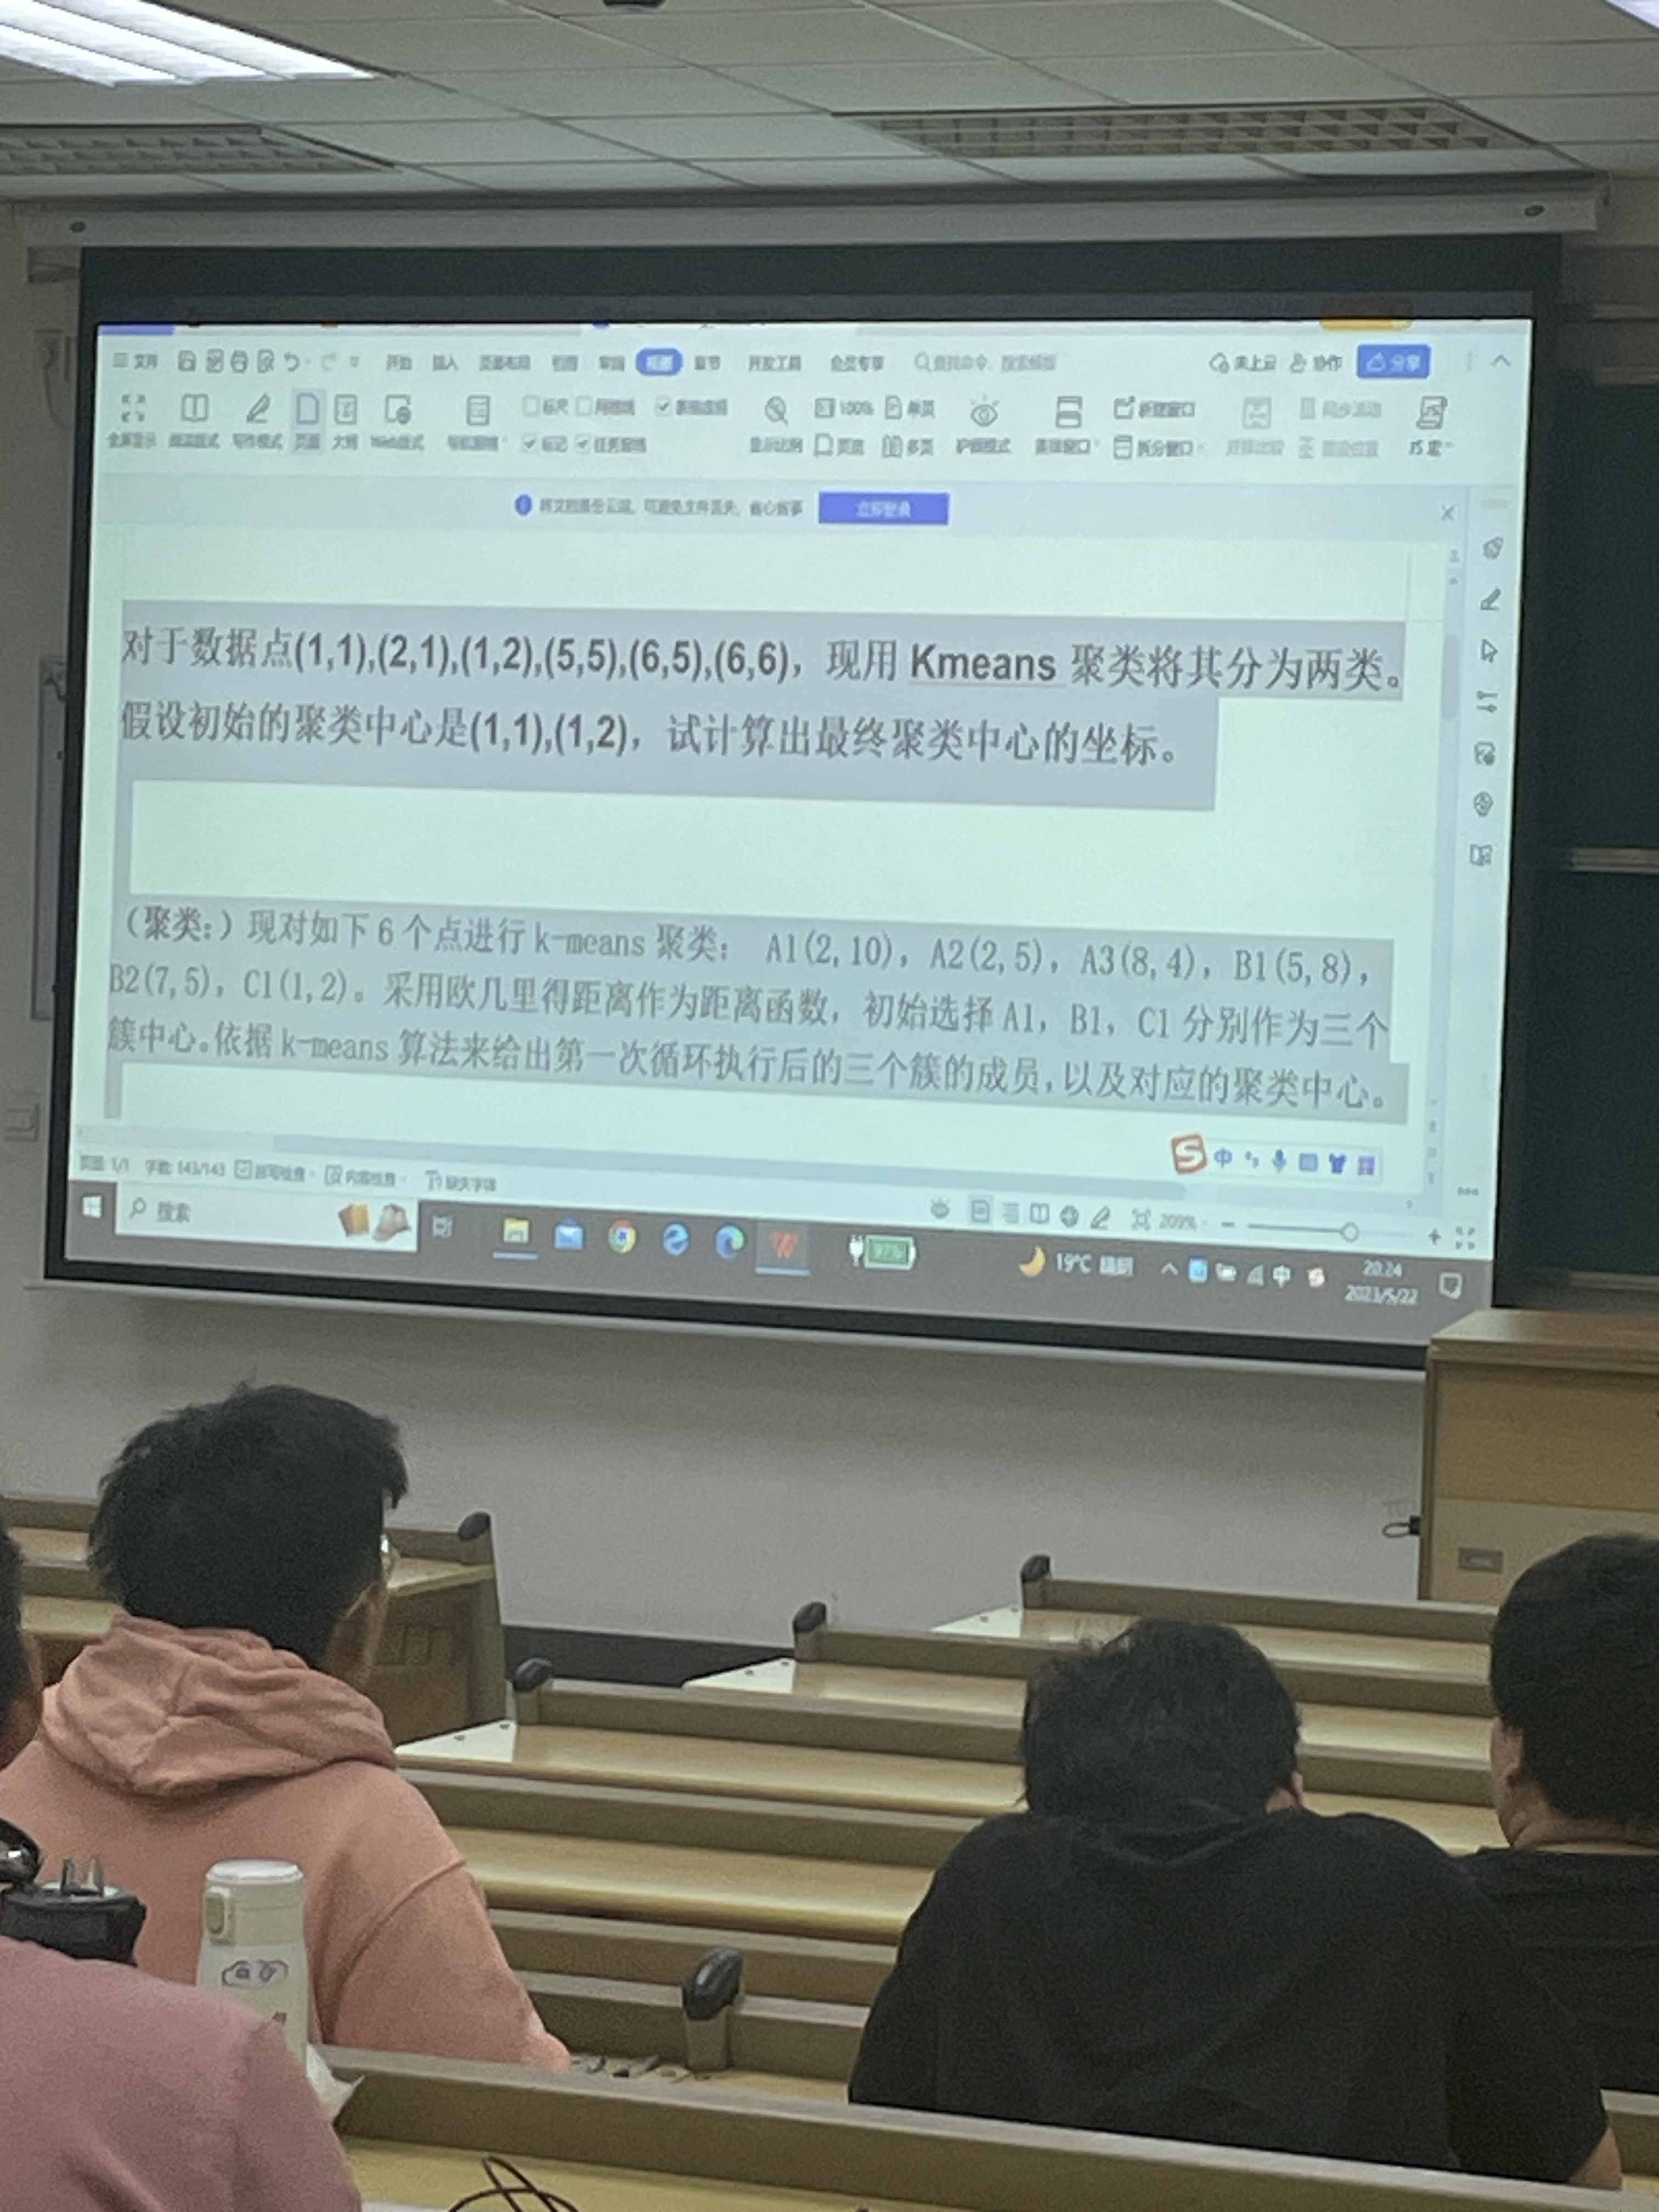 文件 开始 插入 页面布局 引用 审阅 视图 章节 开发工具 会员专享 查找命令、搜索模板 未上云 协作 分享
标尺 网格线 表格虚框 100% 单页 新建窗口 同步滚动
全屏显示 阅读版式 写作模式 页面 大纲 Web版式 导航窗格 标记 任务窗格 显示比例 页宽 多页 护眼模式 重排窗口 拆分窗口 并排比较 重设位置 JS 宏
立即登录
对于数据点(1,1),(2,1),(1,2),(5,5),(6,5),(6,6)，现用 Kmeans 聚类将其分为两类。
假设初始的聚类中心是(1,1),(1,2)，试计算出最终聚类中心的坐标。
（聚类:）现对如下 6 个点进行 k-means 聚类： A1(2,10)，A2(2,5)，A3(8,4)，B1(5,8)，
B2(7,5)，C1(1,2)。采用欧几里得距离作为距离函数，初始选择 A1，B1，C1 分别作为三个
簇中心。依据 k-means 算法来给出第一次循环执行后的三个簇的成员,以及对应的聚类中心。
中
页面: 1/1 字数: 143/143 拼写检查 内容检查 缺失字体
209%
搜索
97%
19°C 晴朗
中
20:24
2023/5/22